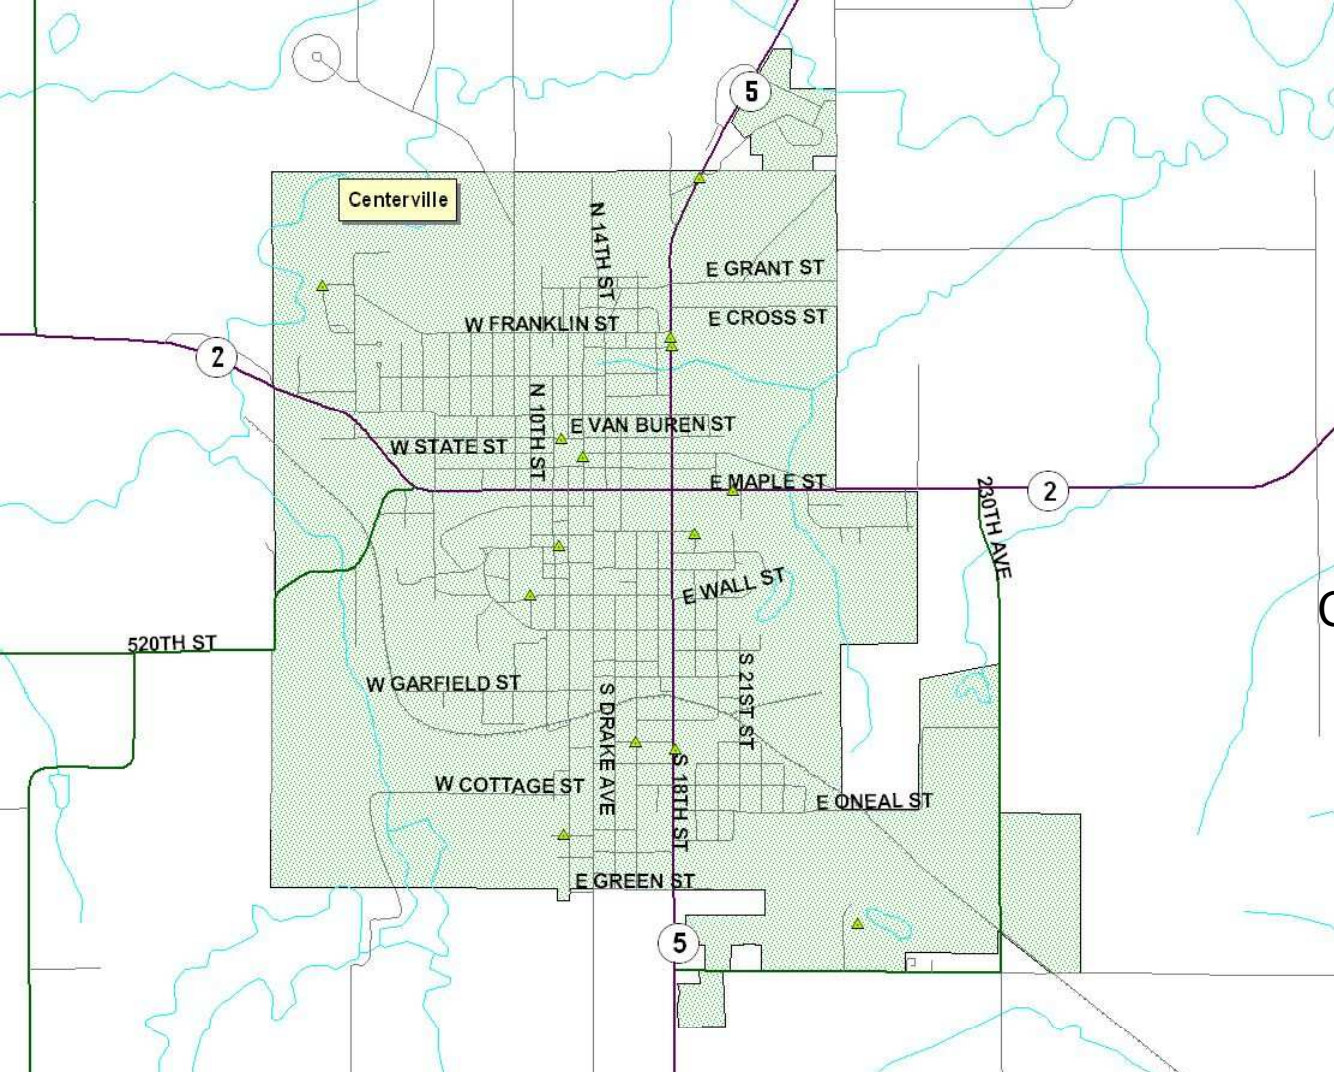 5
Centerville
N 14TH ST
E GRANT ST
E CROSS ST
W FRANKLIN ST
2
N 10TH ST
E VAN BUREN ST
W STATE ST
E MAPLE ST
2
230TH AVE
E WALL ST
520TH ST
W GARFIELD ST
S 21ST ST
S DRAKE AVE
W COTTAGE ST
S 18TH ST
E ONEAL ST
E GREEN ST
5